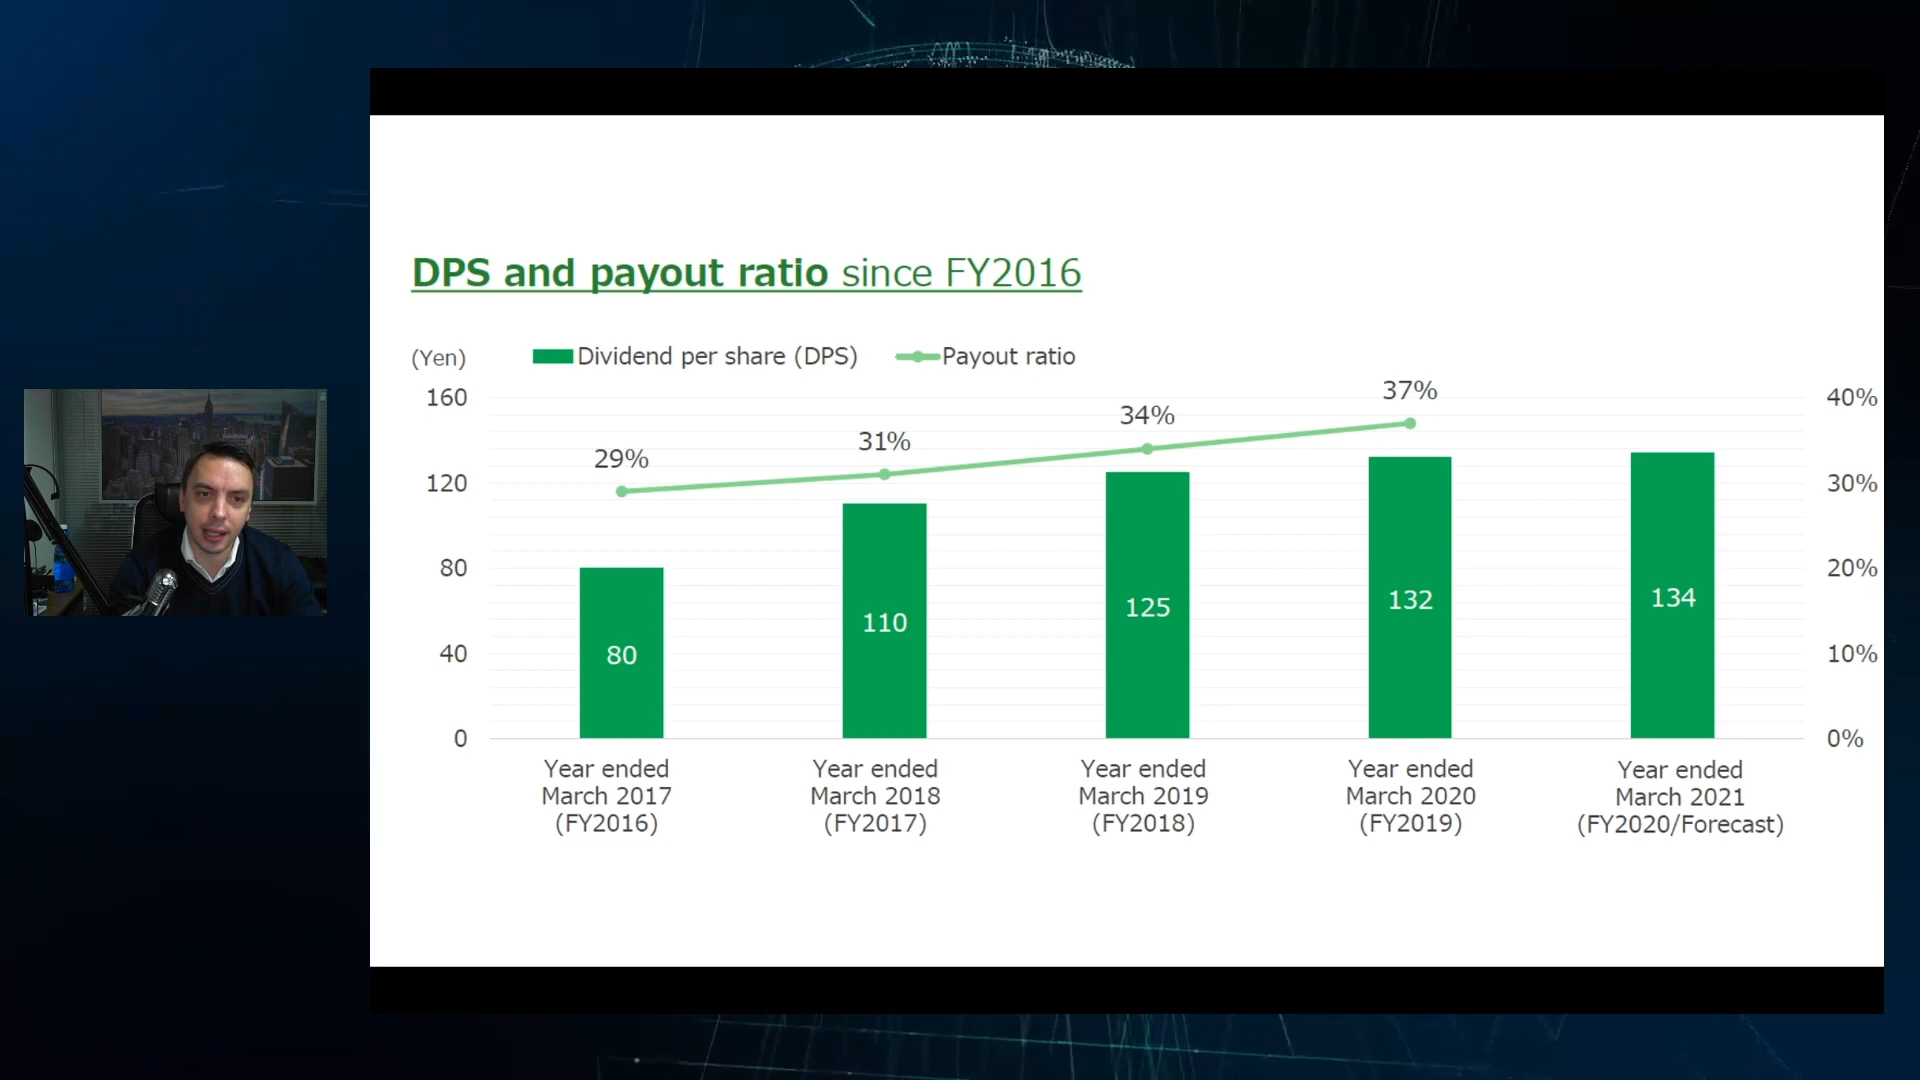 DPS and payout ratio since FY2016
(Yen)
Dividend per share (DPS)
Payout ratio
160
120
80
40
0
40%
30%
20%
10%
0%
29%
31%
34%
37%
80
110
125
132
134
Year ended
March 2017
(FY2016)
Year ended
March 2018
(FY2017)
Year ended
March 2019
(FY2018)
Year ended
March 2020
(FY2019)
Year ended
March 2021
(FY2020/Forecast)